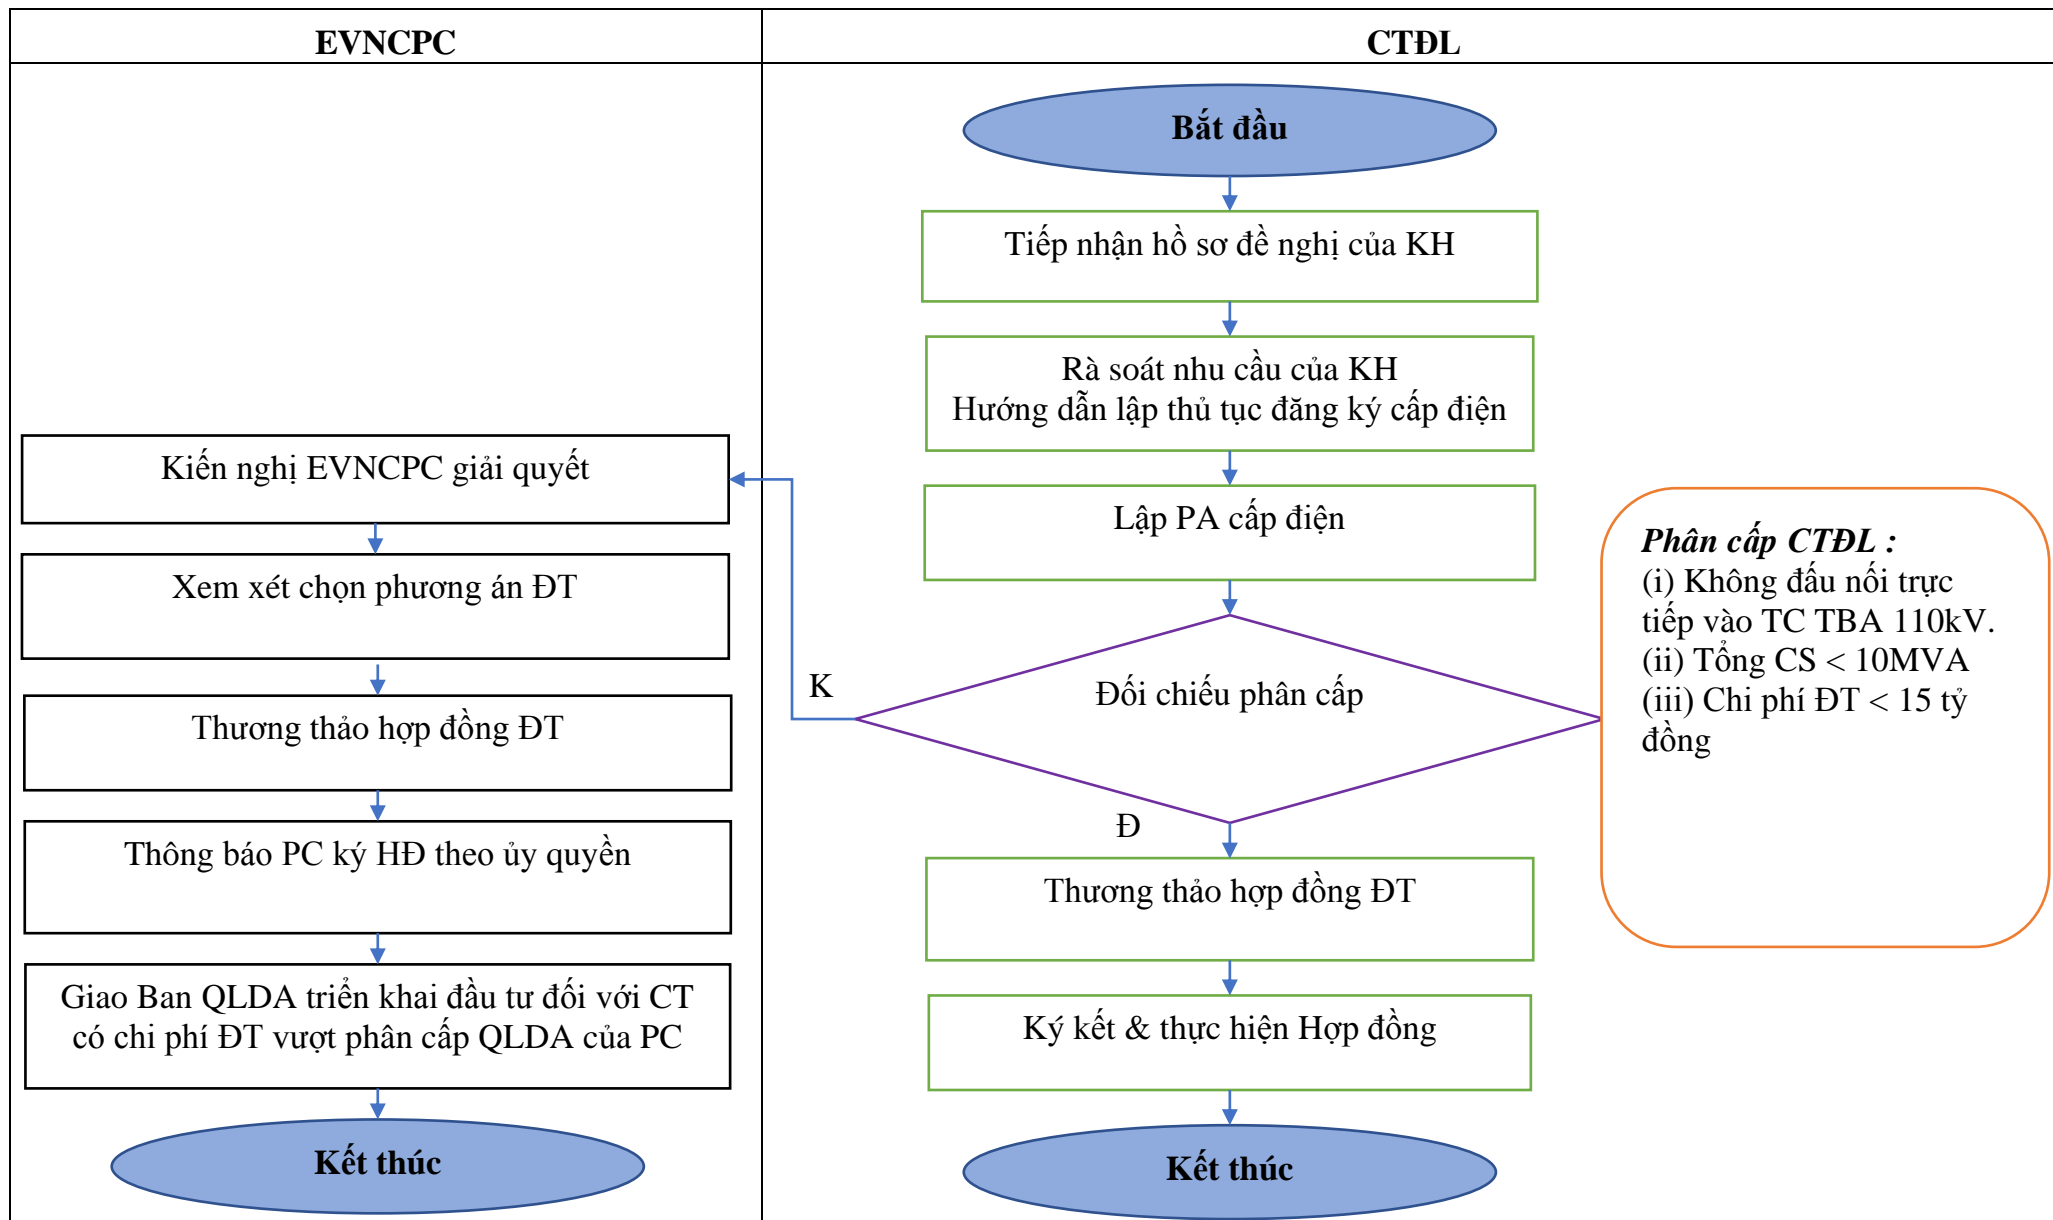 EVNCPC
CTĐL
Bắt đầu
Tiếp nhận hồ sơ đề nghị của KH
Rà soát nhu cầu của KH
Hướng dẫn lập thủ tục đăng ký cấp điện
Lập PA cấp điện
Đối chiếu phân cấp
K
Đ
Phân cấp CTĐL :
(i) Không đấu nối trực
tiếp vào TC TBA 110kV.
(ii) Tổng CS < 10MVA
(iii) Chi phí ĐT < 15 tỷ
đồng
Thương thảo hợp đồng ĐT
Ký kết & thực hiện Hợp đồng
Kết thúc
Kiến nghị EVNCPC giải quyết
Xem xét chọn phương án ĐT
Thương thảo hợp đồng ĐT
Thông báo PC ký HĐ theo ủy quyền
Giao Ban QLDA triển khai đầu tư đối với CT
có chi phí ĐT vượt phân cấp QLDA của PC
Kết thúc